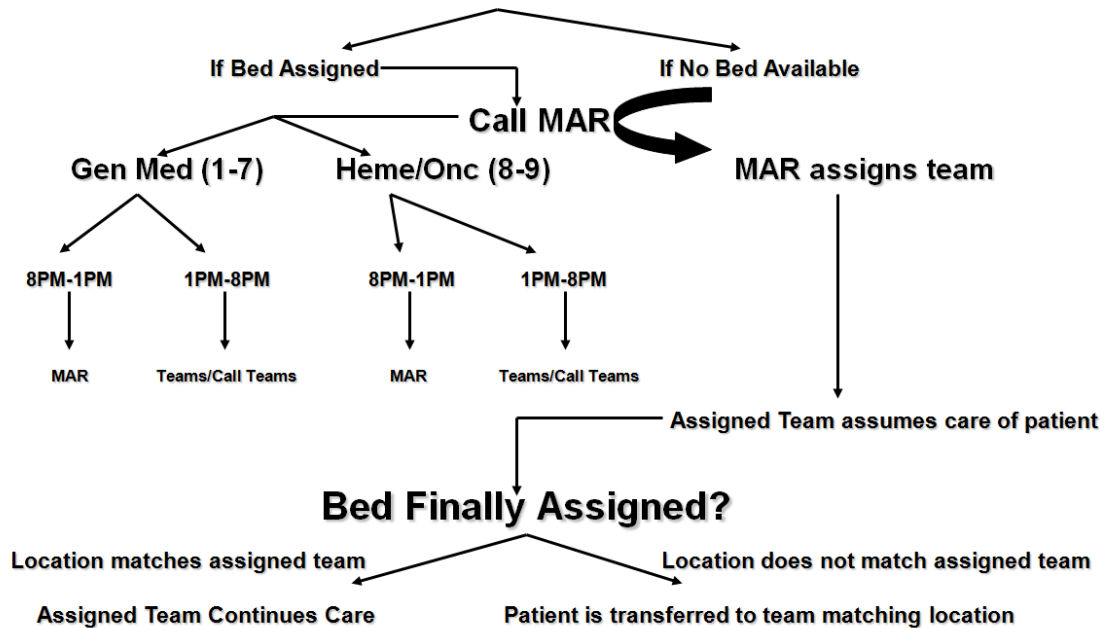 If Bed Assigned
If No Bed Available
Call MAR
Gen Med (1-7)
Heme/Onc (8-9)
MAR assigns team
8PM-1PM
1PM-8PM
8PM-1PM
1PM-8PM
MAR
Teams/Call Teams
MAR
Teams/Call Teams
Assigned Team assumes care of patient
Bed Finally Assigned?
Location matches assigned team
Location does not match assigned team
Assigned Team Continues Care
Patient is transferred to team matching location